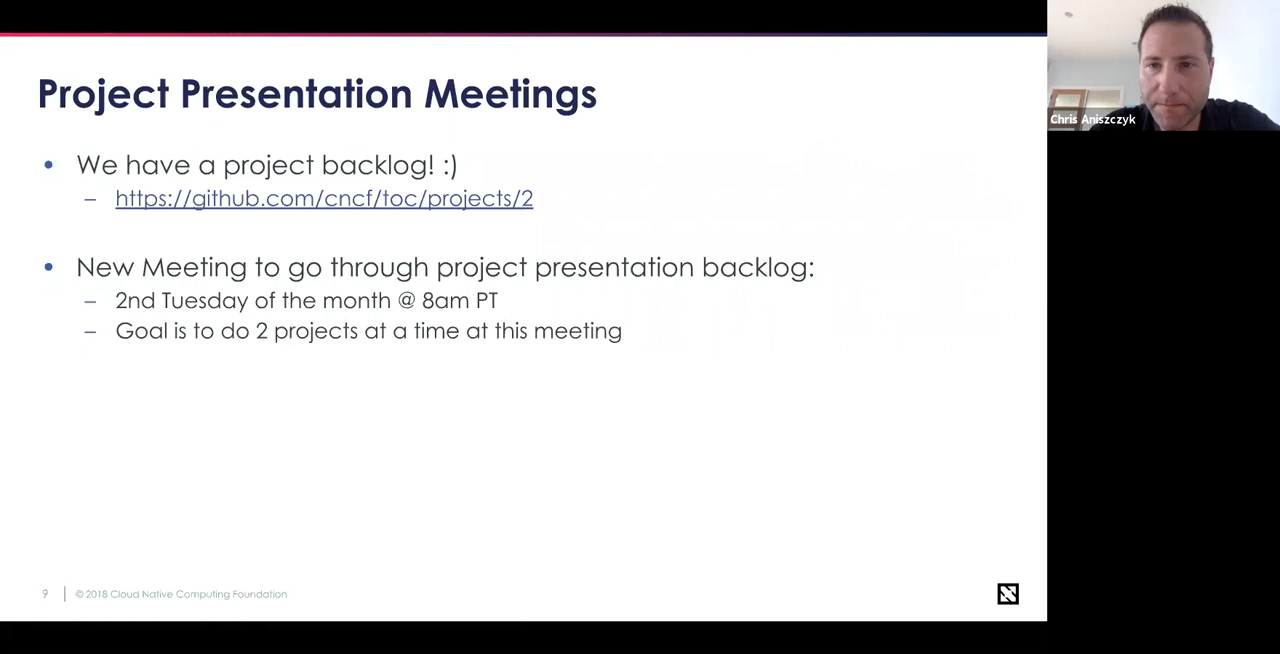 Project Presentation Meetings
• We have a project backlog! :)
– https://github.com/cncf/toc/projects/2
• New Meeting to go through project presentation backlog:
– 2nd Tuesday of the month @ 8am PT
– Goal is to do 2 projects at a time at this meeting
9 | © 2018 Cloud Native Computing Foundation
Chris Aniszczyk